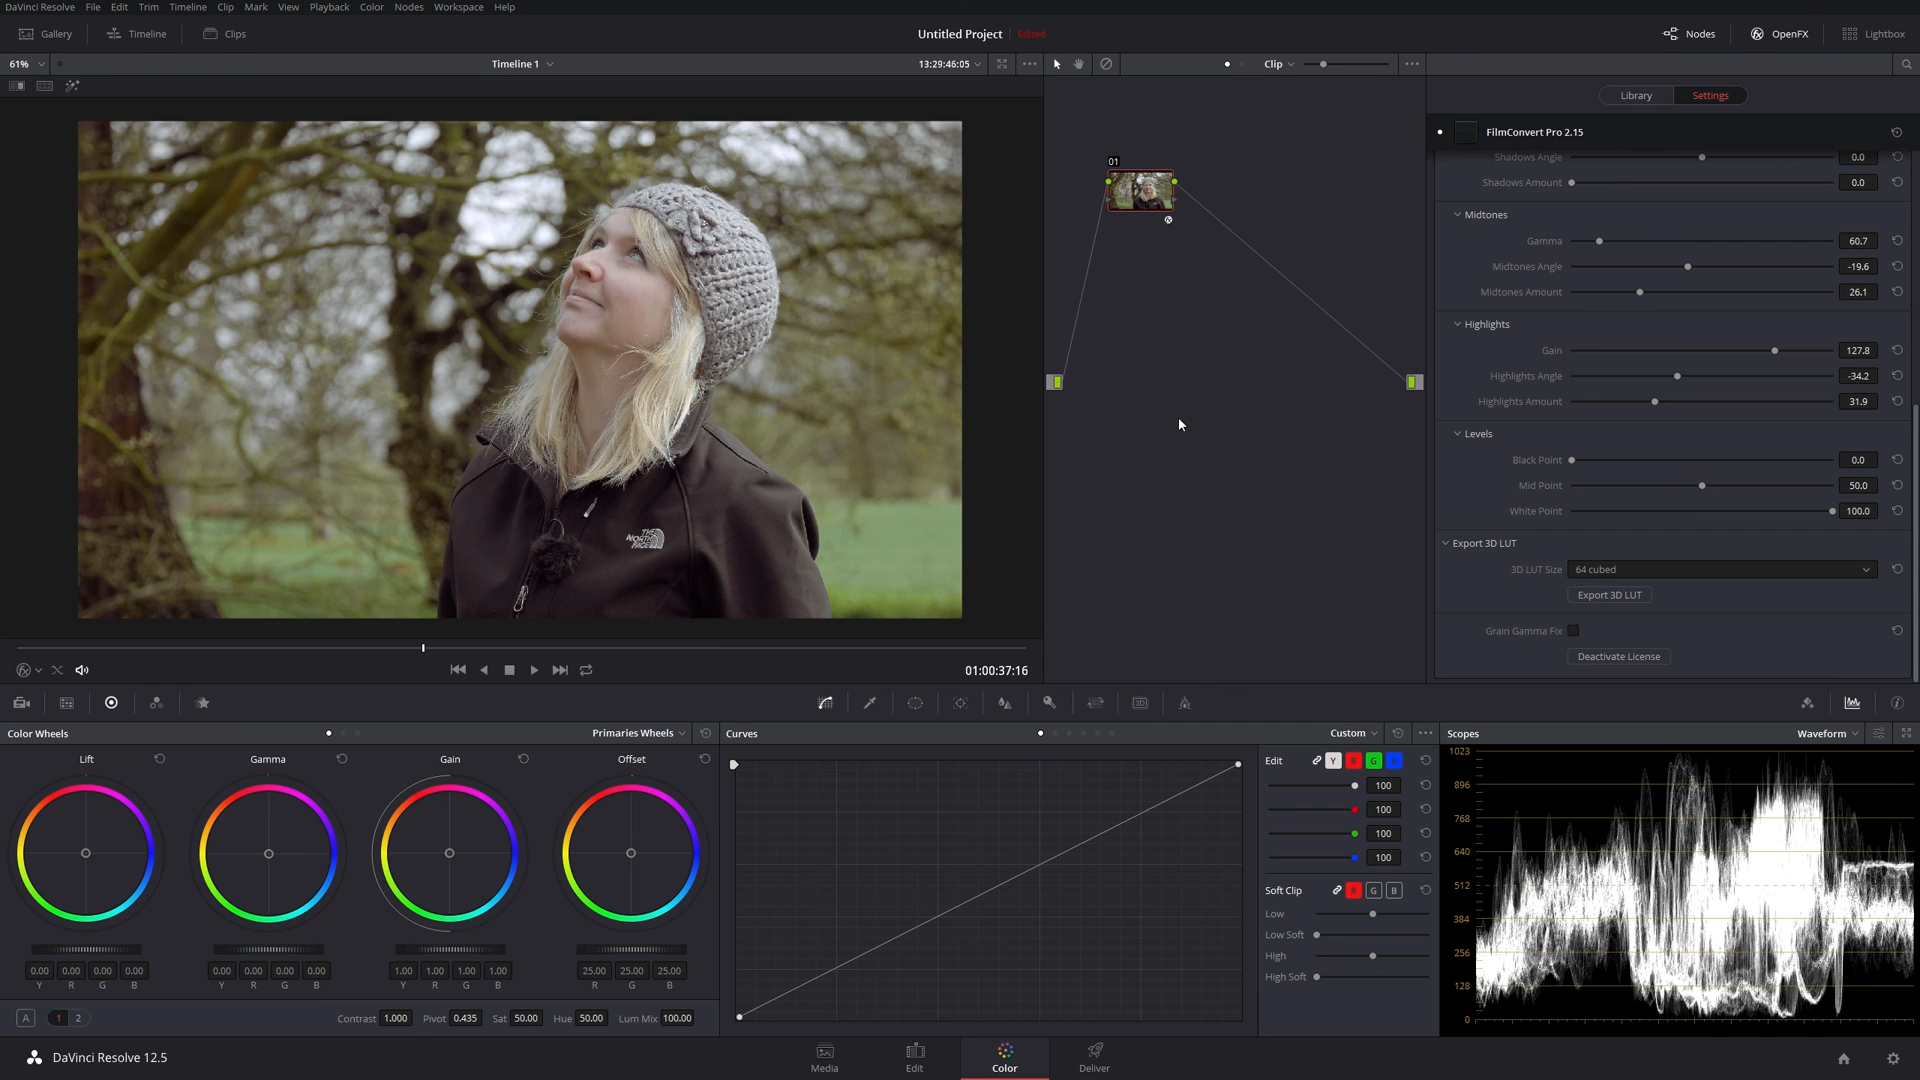 DaVinci Resolve File Edit Trim Timeline Clip Mark View Playback Color Nodes Workspace Help
Gallery Timeline Clips Untitled Project Edited Nodes OpenFX Lightbox
61% Timeline 1 13:29:46:05 Clip
Library Settings
FilmConvert Pro 2.15
Shadows Angle 0.0
Shadows Amount 0.0
Midtones
Gamma 60.7
Midtones Angle -19.6
Midtones Amount 26.1
Highlights
Gain 127.8
Highlights Angle -34.2
Highlights Amount 31.9
Levels
Black Point 0.0
Mid Point 50.0
White Point 100.0
Export 3D LUT
3D LUT Size 64 cubed
Export 3D LUT
Grain Gamma Fix
Deactivate License
01
THE
NORTH
FACE
01:00:37:16
3D
Color Wheels Primaries Wheels
Lift Gamma Gain Offset
0.00 0.00 0.00 0.00 0.00 0.00 0.00 0.00 1.00 1.00 1.00 1.00 25.00 25.00 25.00
Y R G B Y R G B Y R G B R G B
A 1 2 Contrast 1.000 Pivot 0.435 Sat 50.00 Hue 50.00 Lum Mix 100.00
Curves Custom
Edit Y R G B
100
100
100
100
Soft Clip R G B
Low
Low Soft
High
High Soft
Scopes Waveform
1023
896
768
640
512
384
256
128
0
DaVinci Resolve 12.5
Media Edit Color Deliver